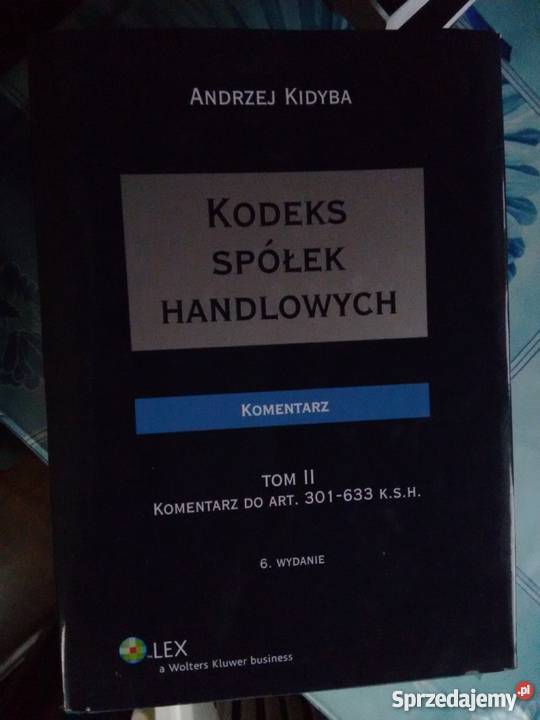 ANDRZEJ KIDYBA
KODEKS
SPÓŁEK
HANDLOWYCH
KOMENTARZ
TOM II
KOMENTARZ DO ART. 301-633 K.S.H.
6. WYDANIE
LEX
a Wolters Kluwer business
Sprzedajemy.pl